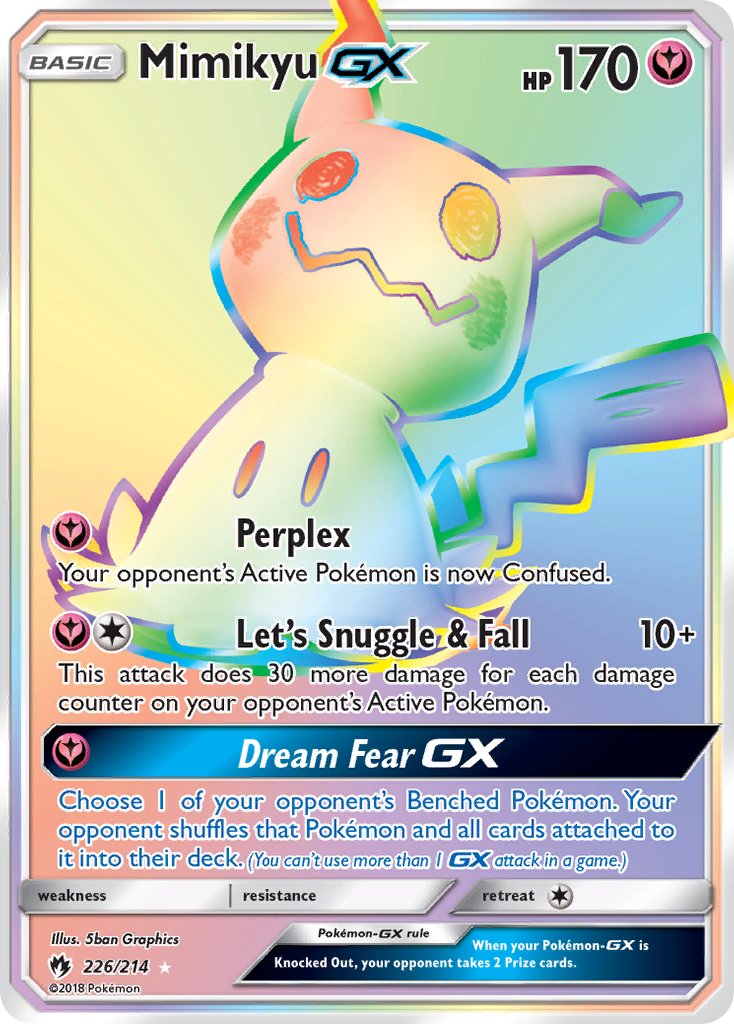 BASIC Mimikyu GX HP 170
Perplex
Your opponent's Active Pokémon is now Confused.
Let's Snuggle & Fall 10+
This attack does 30 more damage for each damage
counter on your opponent's Active Pokémon.
Dream Fear GX
Choose 1 of your opponent's Benched Pokémon. Your
opponent shuffles that Pokémon and all cards attached to
it into their deck. (You can't use more than 1 GX attack in a game.)
weakness resistance retreat
Illus. 5ban Graphics
226/214
©2018 Pokémon
Pokémon-GX rule
When your Pokémon-GX is
Knocked Out, your opponent takes 2 Prize cards.